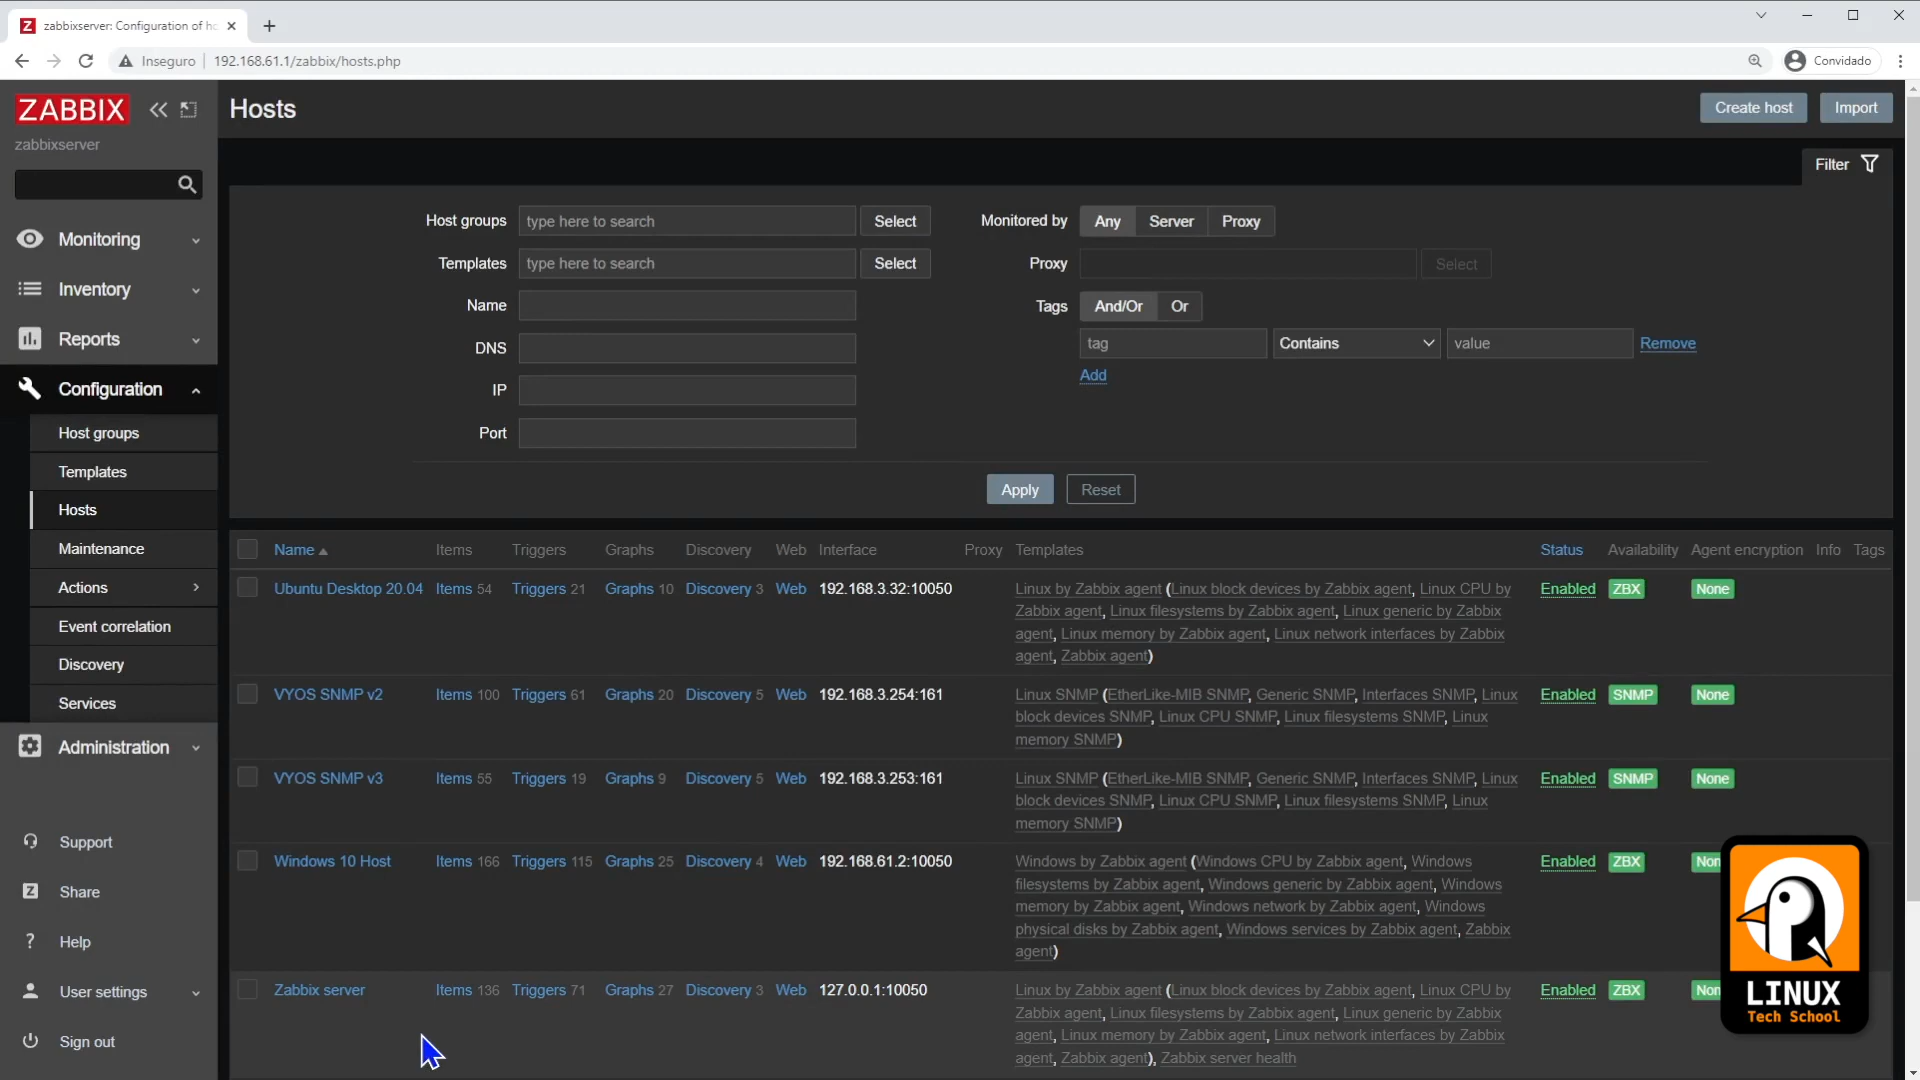 zabbixserver: Configuration of ho
Inseguro | 192.168.61.1/zabbix/hosts.php
Convidado
ZABBIX
zabbixserver
Monitoring
Inventory
Reports
Configuration
Host groups
Templates
Hosts
Maintenance
Actions
Event correlation
Discovery
Services
Administration
Support
Share
Help
User settings
Sign out
Hosts
Create host Import
Filter
Host groups type here to search Select
Templates type here to search Select
Name
DNS
IP
Port
Monitored by Any Server Proxy
Proxy Select
Tags And/Or Or
tag Contains value Remove
Add
Apply Reset
Name Items Triggers Graphs Discovery Web Interface Proxy Templates Status Availability Agent encryption Info Tags
Ubuntu Desktop 20.04 Items 54 Triggers 21 Graphs 10 Discovery 3 Web 192.168.3.32:10050 Linux by Zabbix agent (Linux block devices by Zabbix agent, Linux CPU by Enabled ZBX None
Zabbix agent, Linux filesystems by Zabbix agent, Linux generic by Zabbix
agent, Linux memory by Zabbix agent, Linux network interfaces by Zabbix
agent, Zabbix agent)
VYOS SNMP v2 Items 100 Triggers 61 Graphs 20 Discovery 5 Web 192.168.3.254:161 Linux SNMP (EtherLike-MIB SNMP, Generic SNMP, Interfaces SNMP, Linux Enabled SNMP None
block devices SNMP, Linux CPU SNMP, Linux filesystems SNMP, Linux
memory SNMP)
VYOS SNMP v3 Items 55 Triggers 19 Graphs 9 Discovery 5 Web 192.168.3.253:161 Linux SNMP (EtherLike-MIB SNMP, Generic SNMP, Interfaces SNMP, Linux Enabled SNMP None
block devices SNMP, Linux CPU SNMP, Linux filesystems SNMP, Linux
memory SNMP)
Windows 10 Host Items 166 Triggers 115 Graphs 25 Discovery 4 Web 192.168.61.2:10050 Windows by Zabbix agent (Windows CPU by Zabbix agent, Windows Enabled ZBX Non
filesystems by Zabbix agent, Windows generic by Zabbix agent, Windows
memory by Zabbix agent, Windows network by Zabbix agent, Windows
physical disks by Zabbix agent, Windows services by Zabbix agent, Zabbix
agent)
Zabbix server Items 136 Triggers 71 Graphs 27 Discovery 3 Web 127.0.0.1:10050 Linux by Zabbix agent (Linux block devices by Zabbix agent, Linux CPU by Enabled ZBX Non
Zabbix agent, Linux filesystems by Zabbix agent, Linux generic by Zabbix
agent, Linux memory by Zabbix agent, Linux network interfaces by Zabbix
agent, Zabbix agent), Zabbix server health
LINUX
Tech School